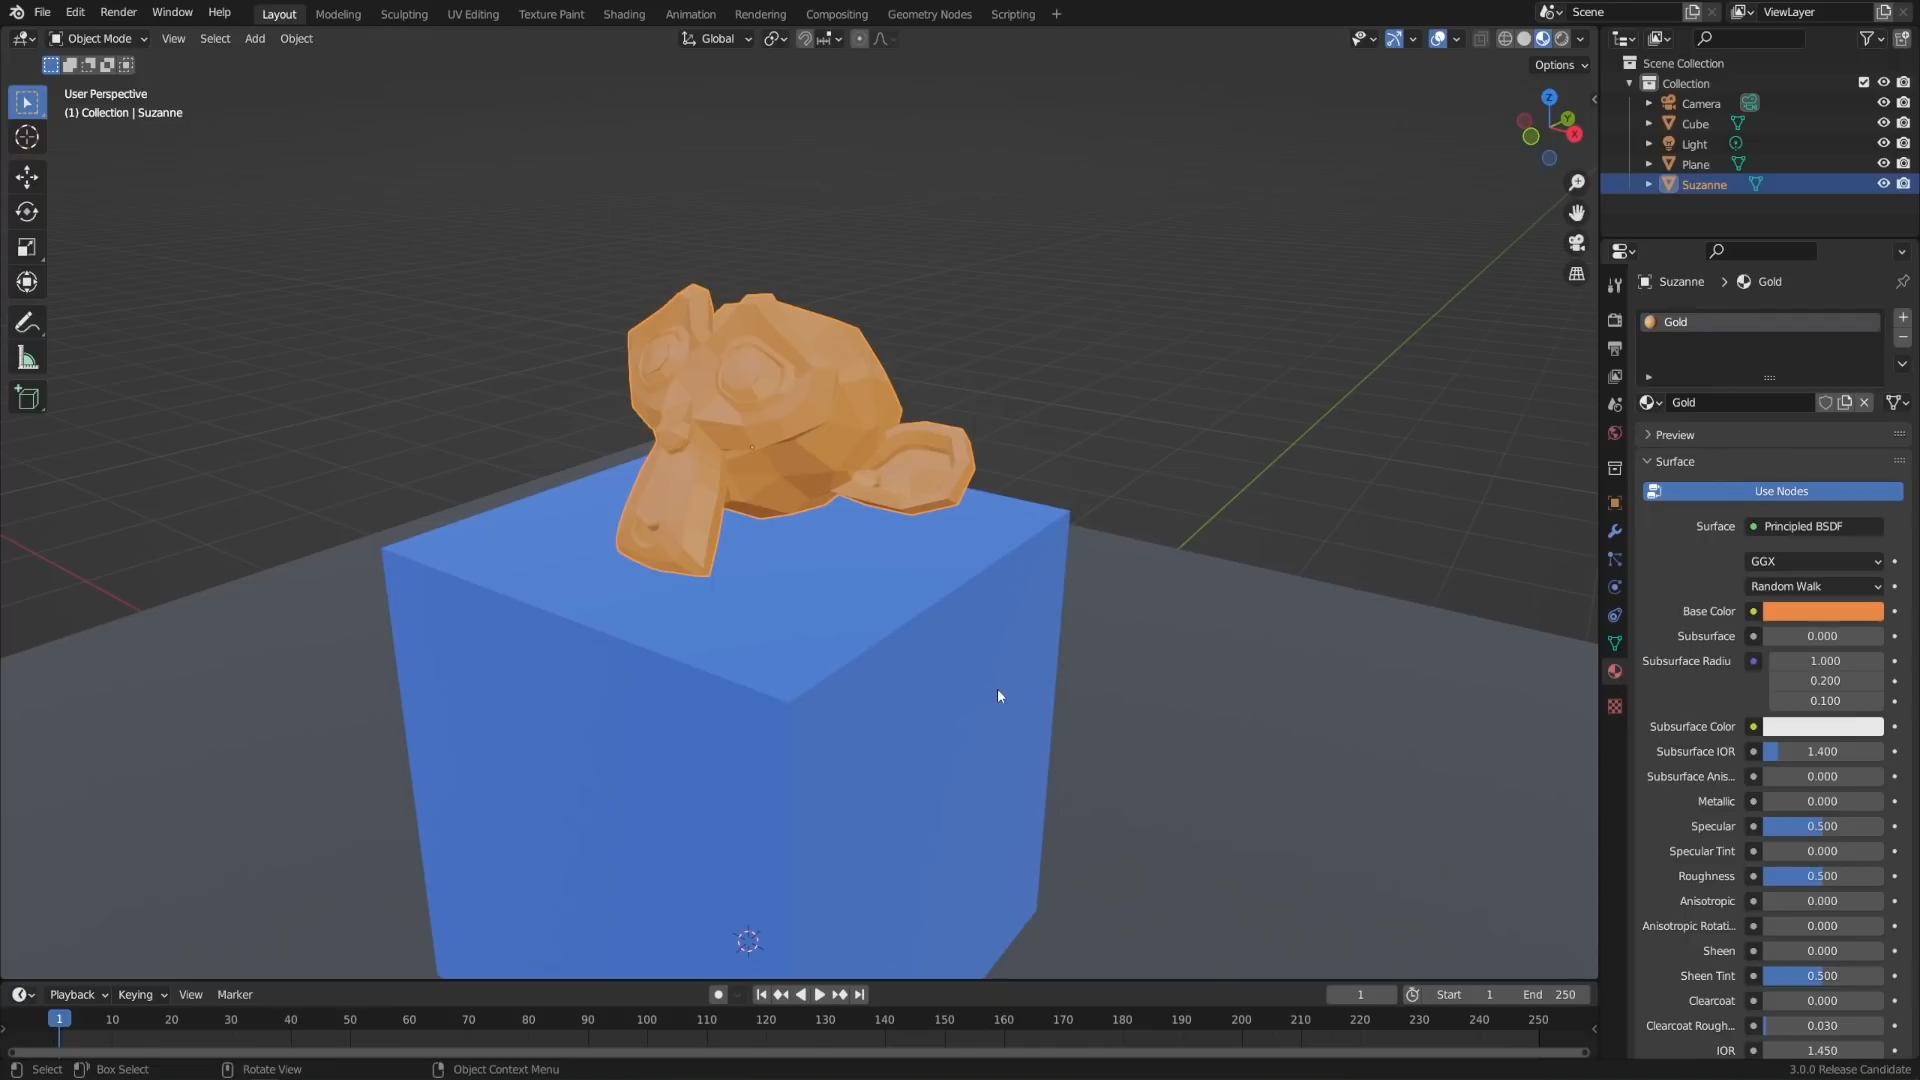 File Edit Render Window Help Layout Modeling Sculpting UV Editing Texture Paint Shading Animation Rendering Compositing Geometry Nodes Scripting + Scene ViewLayer
Object Mode View Select Add Object Global
Options
User Perspective
(1) Collection | Suzanne
Z
Y
X
Scene Collection
Collection
Camera
Cube
Light
Plane
Suzanne
Suzanne > Gold
Gold
Gold
Preview
Surface
Use Nodes
Surface Principled BSDF
GGX
Random Walk
Base Color
Subsurface 0.000
Subsurface Radiu 1.000
0.200
0.100
Subsurface Color
Subsurface IOR 1.400
Subsurface Anis... 0.000
Metallic 0.000
Specular 0.500
Specular Tint 0.000
Roughness 0.500
Anisotropic 0.000
Anisotropic Rotati... 0.000
Sheen 0.000
Sheen Tint 0.500
Clearcoat 0.000
Clearcoat Rough... 0.030
IOR 1.450
Playback Keying View Marker 1 Start 1 End 250
1 10 20 30 40 50 60 70 80 90 100 110 120 130 140 150 160 170 180 190 200 210 220 230 240 250
Select Box Select Rotate View Object Context Menu 3.0.0 Release Candidate